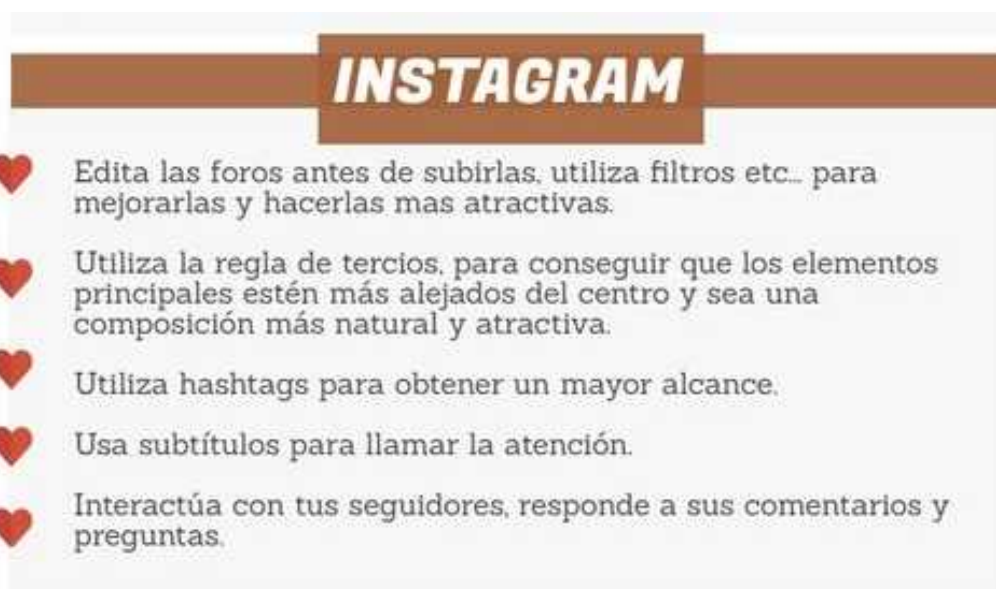 INSTAGRAM
Edita las foros antes de subirlas, utiliza filtros etc... para
mejorarlas y hacerlas mas atractivas.
Utiliza la regla de tercios, para conseguir que los elementos
principales estén más alejados del centro y sea una
composición más natural y atractiva.
Utiliza hashtags para obtener un mayor alcance.
Usa subtítulos para llamar la atención.
Interactúa con tus seguidores, responde a sus comentarios y
preguntas.